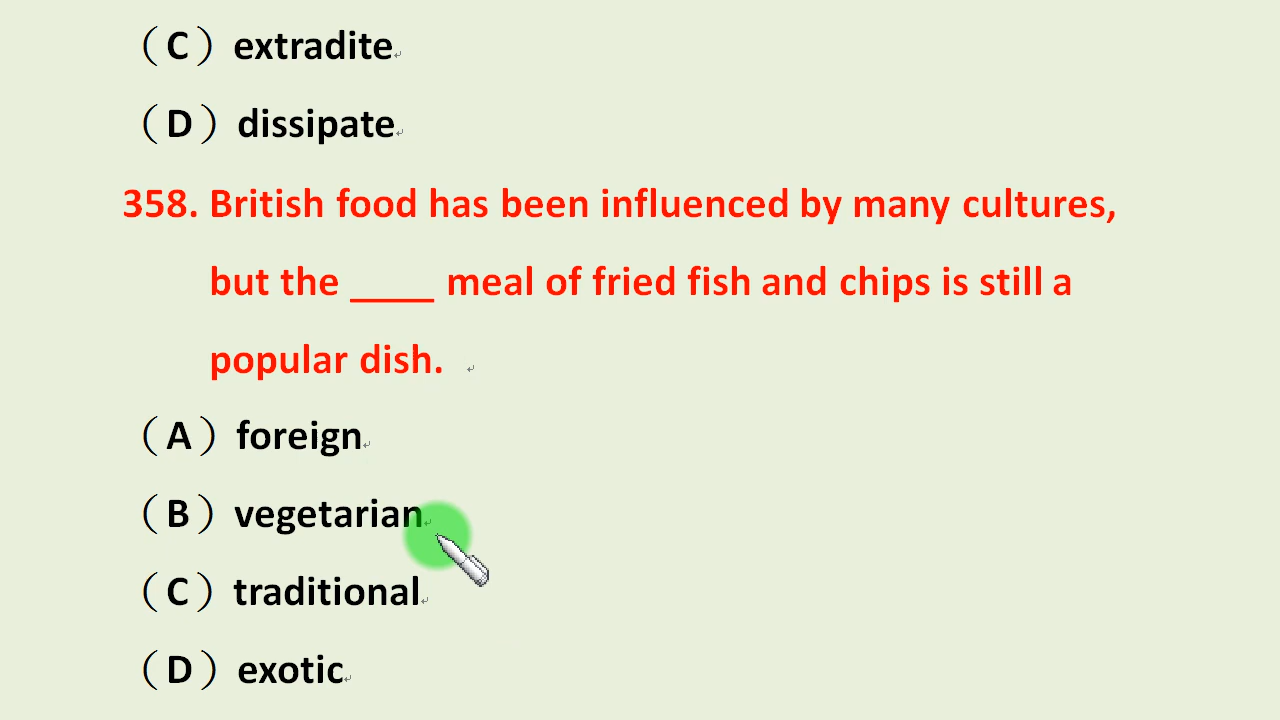 （C）extradite
（D）dissipate
358. British food has been influenced by many cultures,
but the ____ meal of fried fish and chips is still a
popular dish.
（A）foreign
（B）vegetarian
（C）traditional
（D）exotic